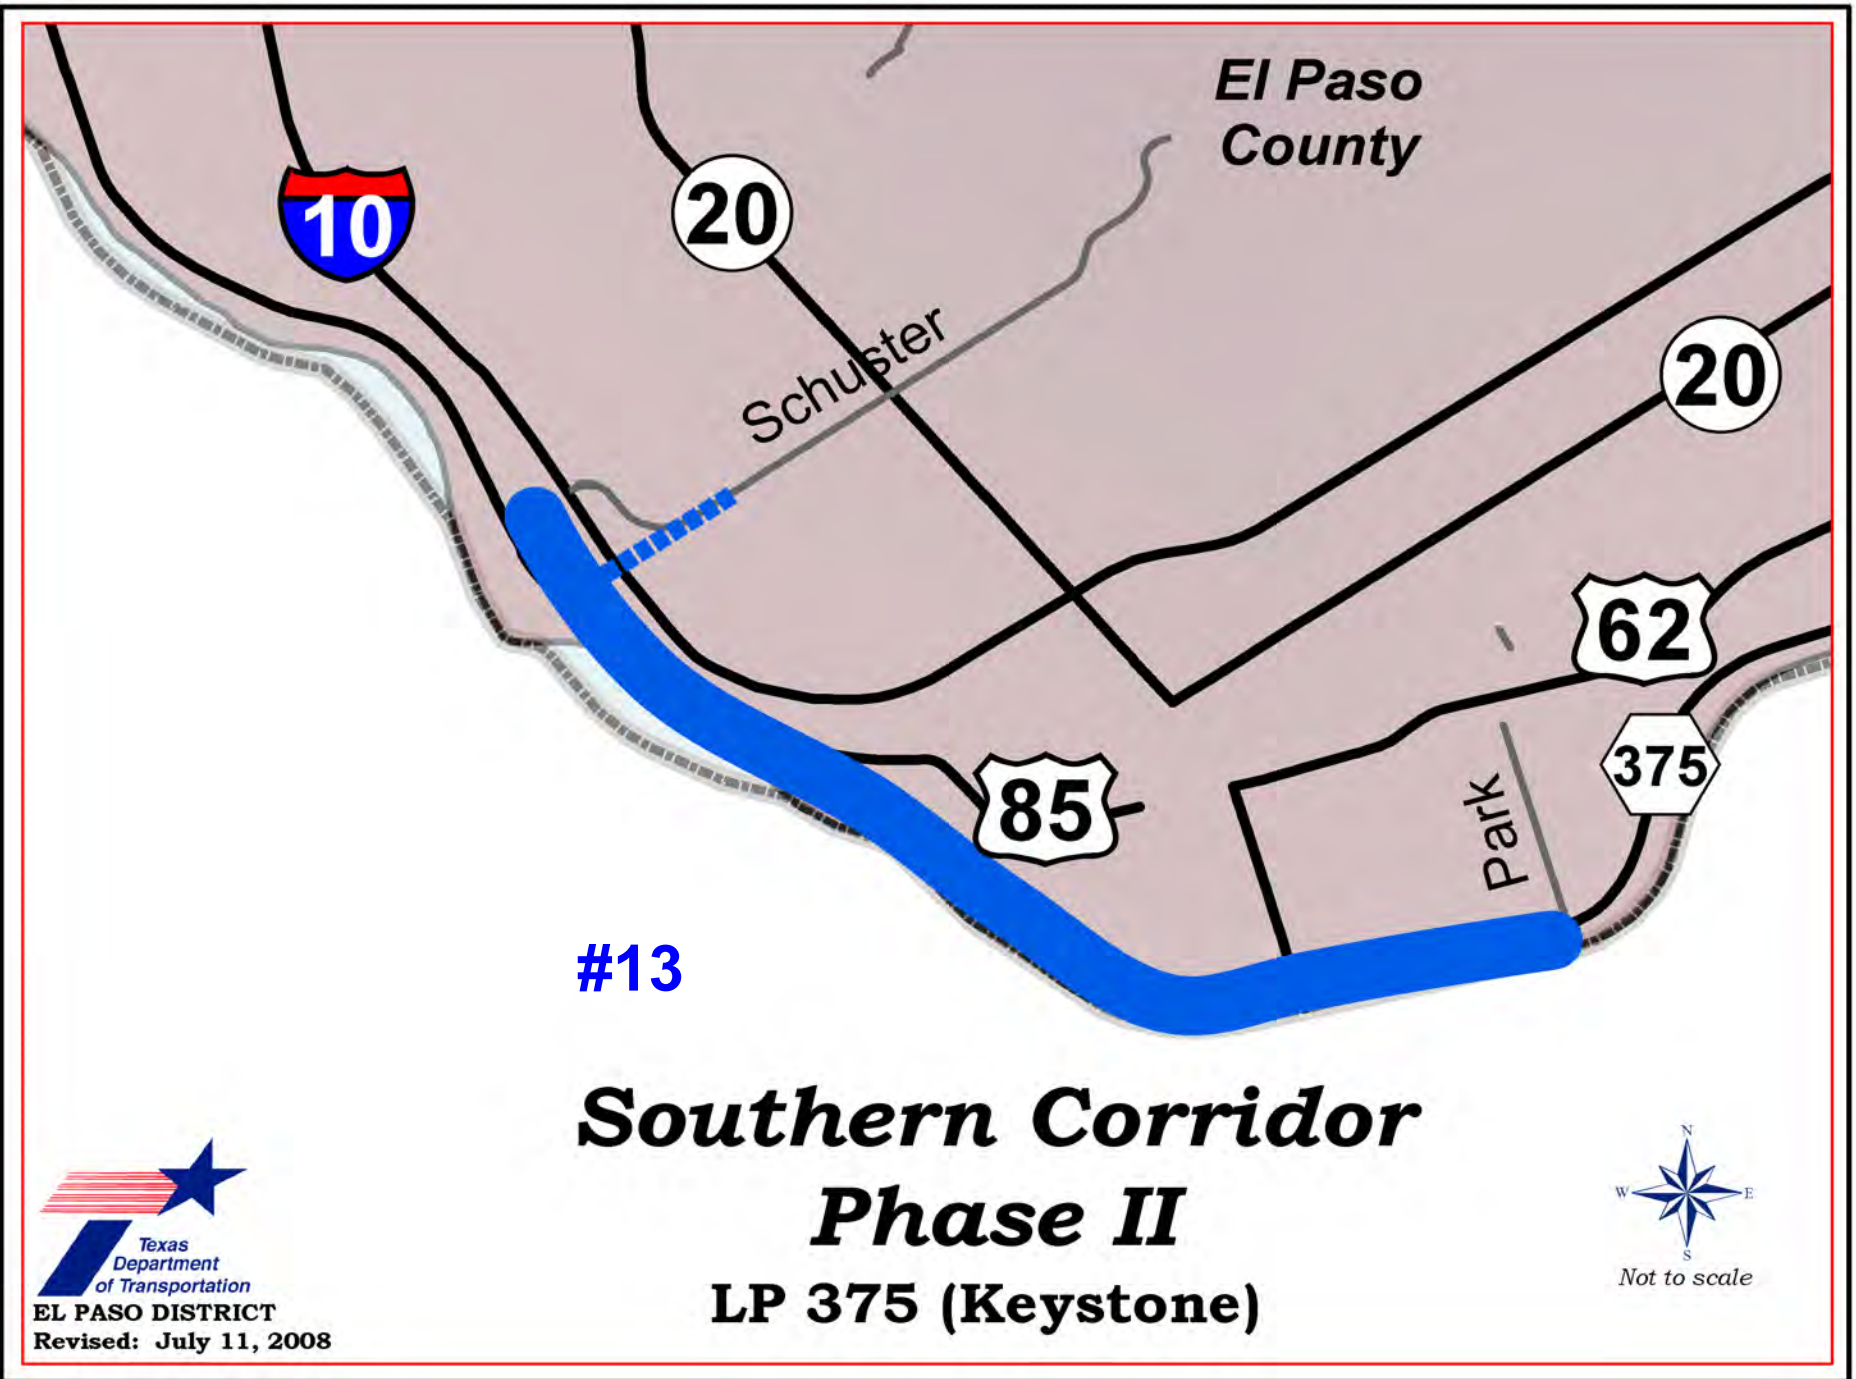 El Paso
County
10
20
Schuster
20
62
375
85
Park
#13
Southern Corridor
Phase II
LP 375 (Keystone)
Texas
Department
of Transportation
EL PASO DISTRICT
Revised: July 11, 2008
N
W E
S
Not to scale